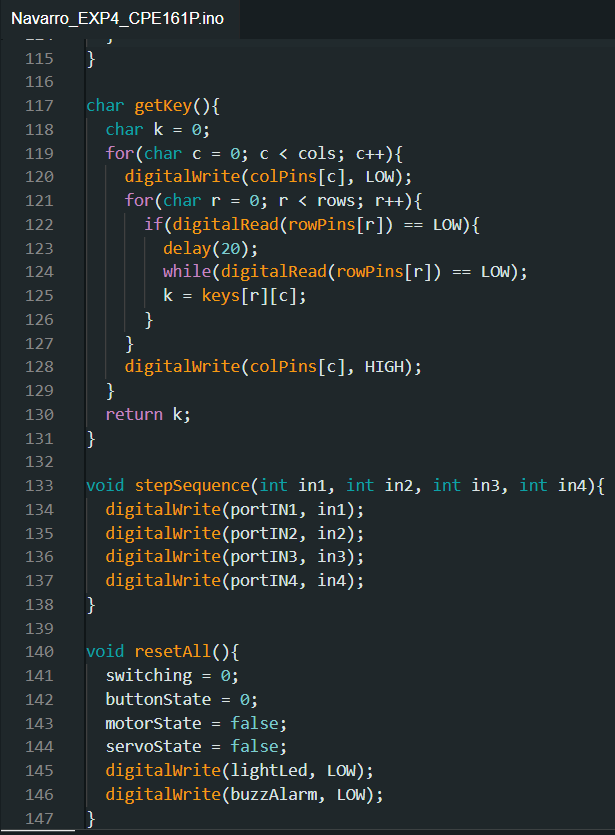 Navarro_EXP4_CPE161P.ino
115 }
116
117 char getKey(){
118 char k = 0;
119 for(char c = 0; c < cols; c++){
120 digitalWrite(colPins[c], LOW);
121 for(char r = 0; r < rows; r++){
122 if(digitalRead(rowPins[r]) == LOW){
123 delay(20);
124 while(digitalRead(rowPins[r]) == LOW);
125 k = keys[r][c];
126 }
127 }
128 digitalWrite(colPins[c], HIGH);
129 }
130 return k;
131 }
132
133 void stepSequence(int in1, int in2, int in3, int in4){
134 digitalWrite(portIN1, in1);
135 digitalWrite(portIN2, in2);
136 digitalWrite(portIN3, in3);
137 digitalWrite(portIN4, in4);
138 }
139
140 void resetAll(){
141 switching = 0;
142 buttonState = 0;
143 motorState = false;
144 servoState = false;
145 digitalWrite(lightLed, LOW);
146 digitalWrite(buzzAlarm, LOW);
147 }